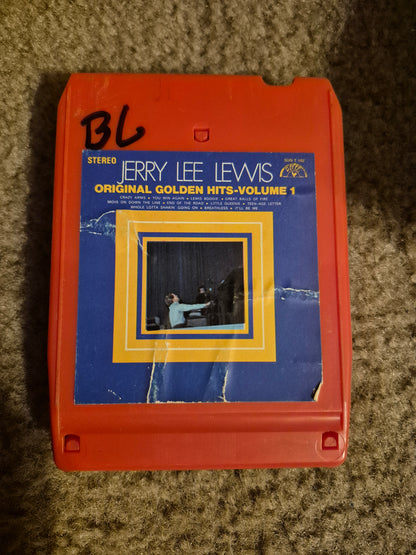 BL
STEREO
JERRY LEE LEWIS
SUN
ORIGINAL GOLDEN HITS-VOLUME 1
CRAZY ARMS • YOU WIN AGAIN • LEWIS BOOGIE • GREAT BALLS OF FIRE
MOVE ON DOWN THE LINE • END OF THE ROAD • LITTLE QUEENIE • TEEN-AGE LETTER
WHOLE LOTTA SHAKIN' GOING ON • BREATHLESS • IT'LL BE ME